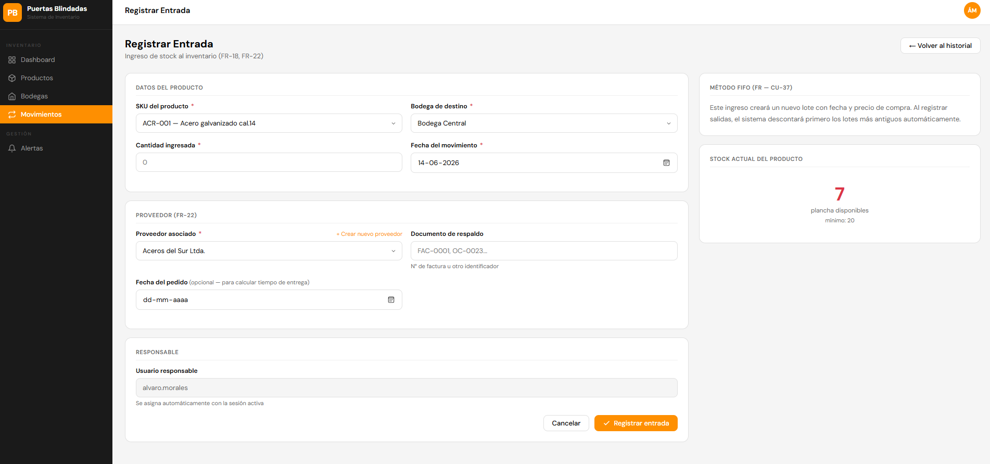 PB
Puertas Blindadas
Sistema de Inventario
INVENTARIO
Dashboard
Productos
Bodegas
Movimientos
GESTIÓN
Alertas
Registrar Entrada
ÁM
Registrar Entrada
Ingreso de stock al inventario (FR-18, FR-22)
← Volver al historial
DATOS DEL PRODUCTO
SKU del producto *
ACR-001 — Acero galvanizado cal.14
Bodega de destino *
Bodega Central
Cantidad ingresada *
0
Fecha del movimiento *
14-06-2026
PROVEEDOR (FR-22)
Proveedor asociado *
+ Crear nuevo proveedor
Aceros del Sur Ltda.
Documento de respaldo
FAC-0001, OC-0023...
N° de factura u otro identificador
Fecha del pedido (opcional — para calcular tiempo de entrega)
dd-mm-aaaa
RESPONSABLE
Usuario responsable
alvaro.morales
Se asigna automáticamente con la sesión activa
Cancelar
✓ Registrar entrada
MÉTODO FIFO (FR — CU-37)
Este ingreso creará un nuevo lote con fecha y precio de compra. Al registrar
salidas, el sistema descontará primero los lotes más antiguos automáticamente.
STOCK ACTUAL DEL PRODUCTO
7
plancha disponibles
mínimo: 20